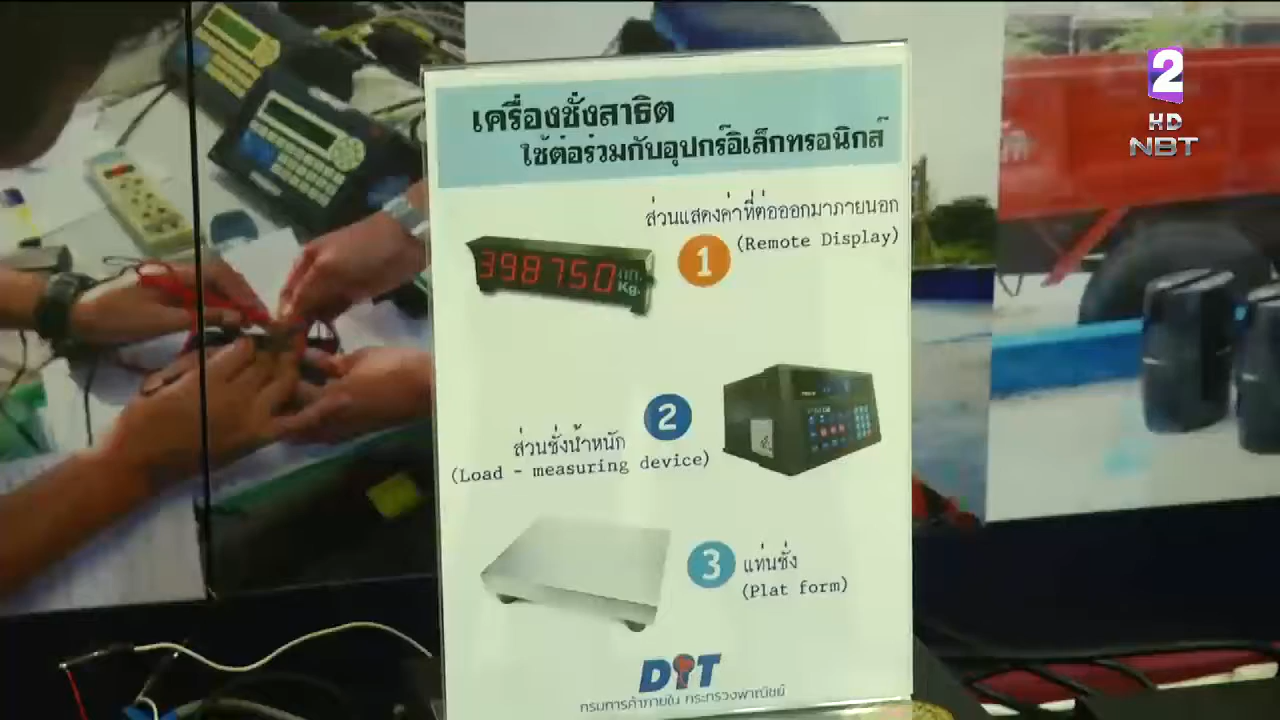 เครื่องชั่งสาธิต
ใช้ต่อร่วมกับอุปกร๊อิเล็กทรอนิกส์
ส่วนแสดงค่าที่ต่อออกมาภายนอก
(Remote Display)
1
398750 กก. Kg.
2
ส่วนชั่งน้ำหนัก
(Load - measuring device)
3
แท่นชั่ง
(Plat form)
DIT
กรมการค้าภายใน กระทรวงพาณิชย์
2
HD
NBT